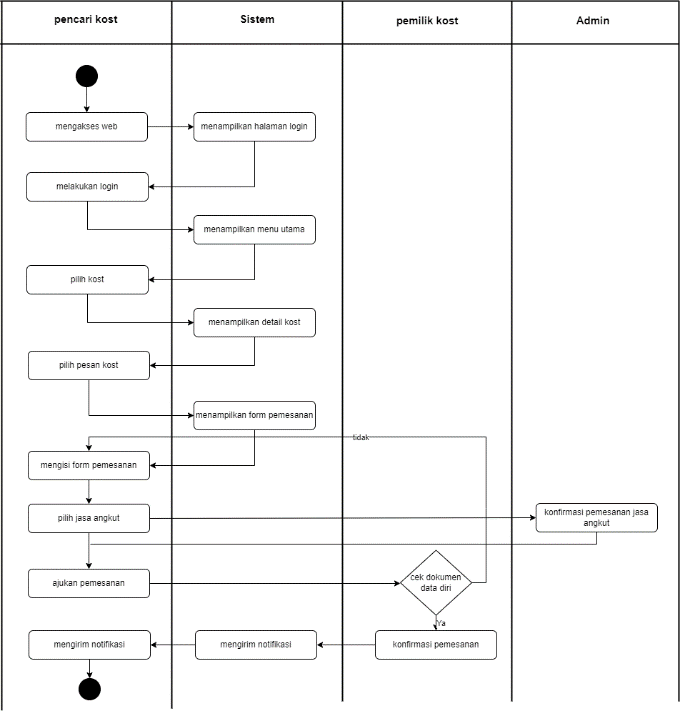 pencari kost
Sistem
pemilik kost
Admin
mengakses web
menampilkan halaman login
melakukan login
menampilkan menu utama
pilih kost
menampilkan detail kost
pilih pesan kost
menampilkan form pemesanan
tidak
mengisi form pemesanan
pilih jasa angkut
konfirmasi pemesanan jasa
angkut
ajukan pemesanan
cek dokumen
data diri
Ya
mengirim notifikasi
mengirim notifikasi
konfirmasi pemesanan